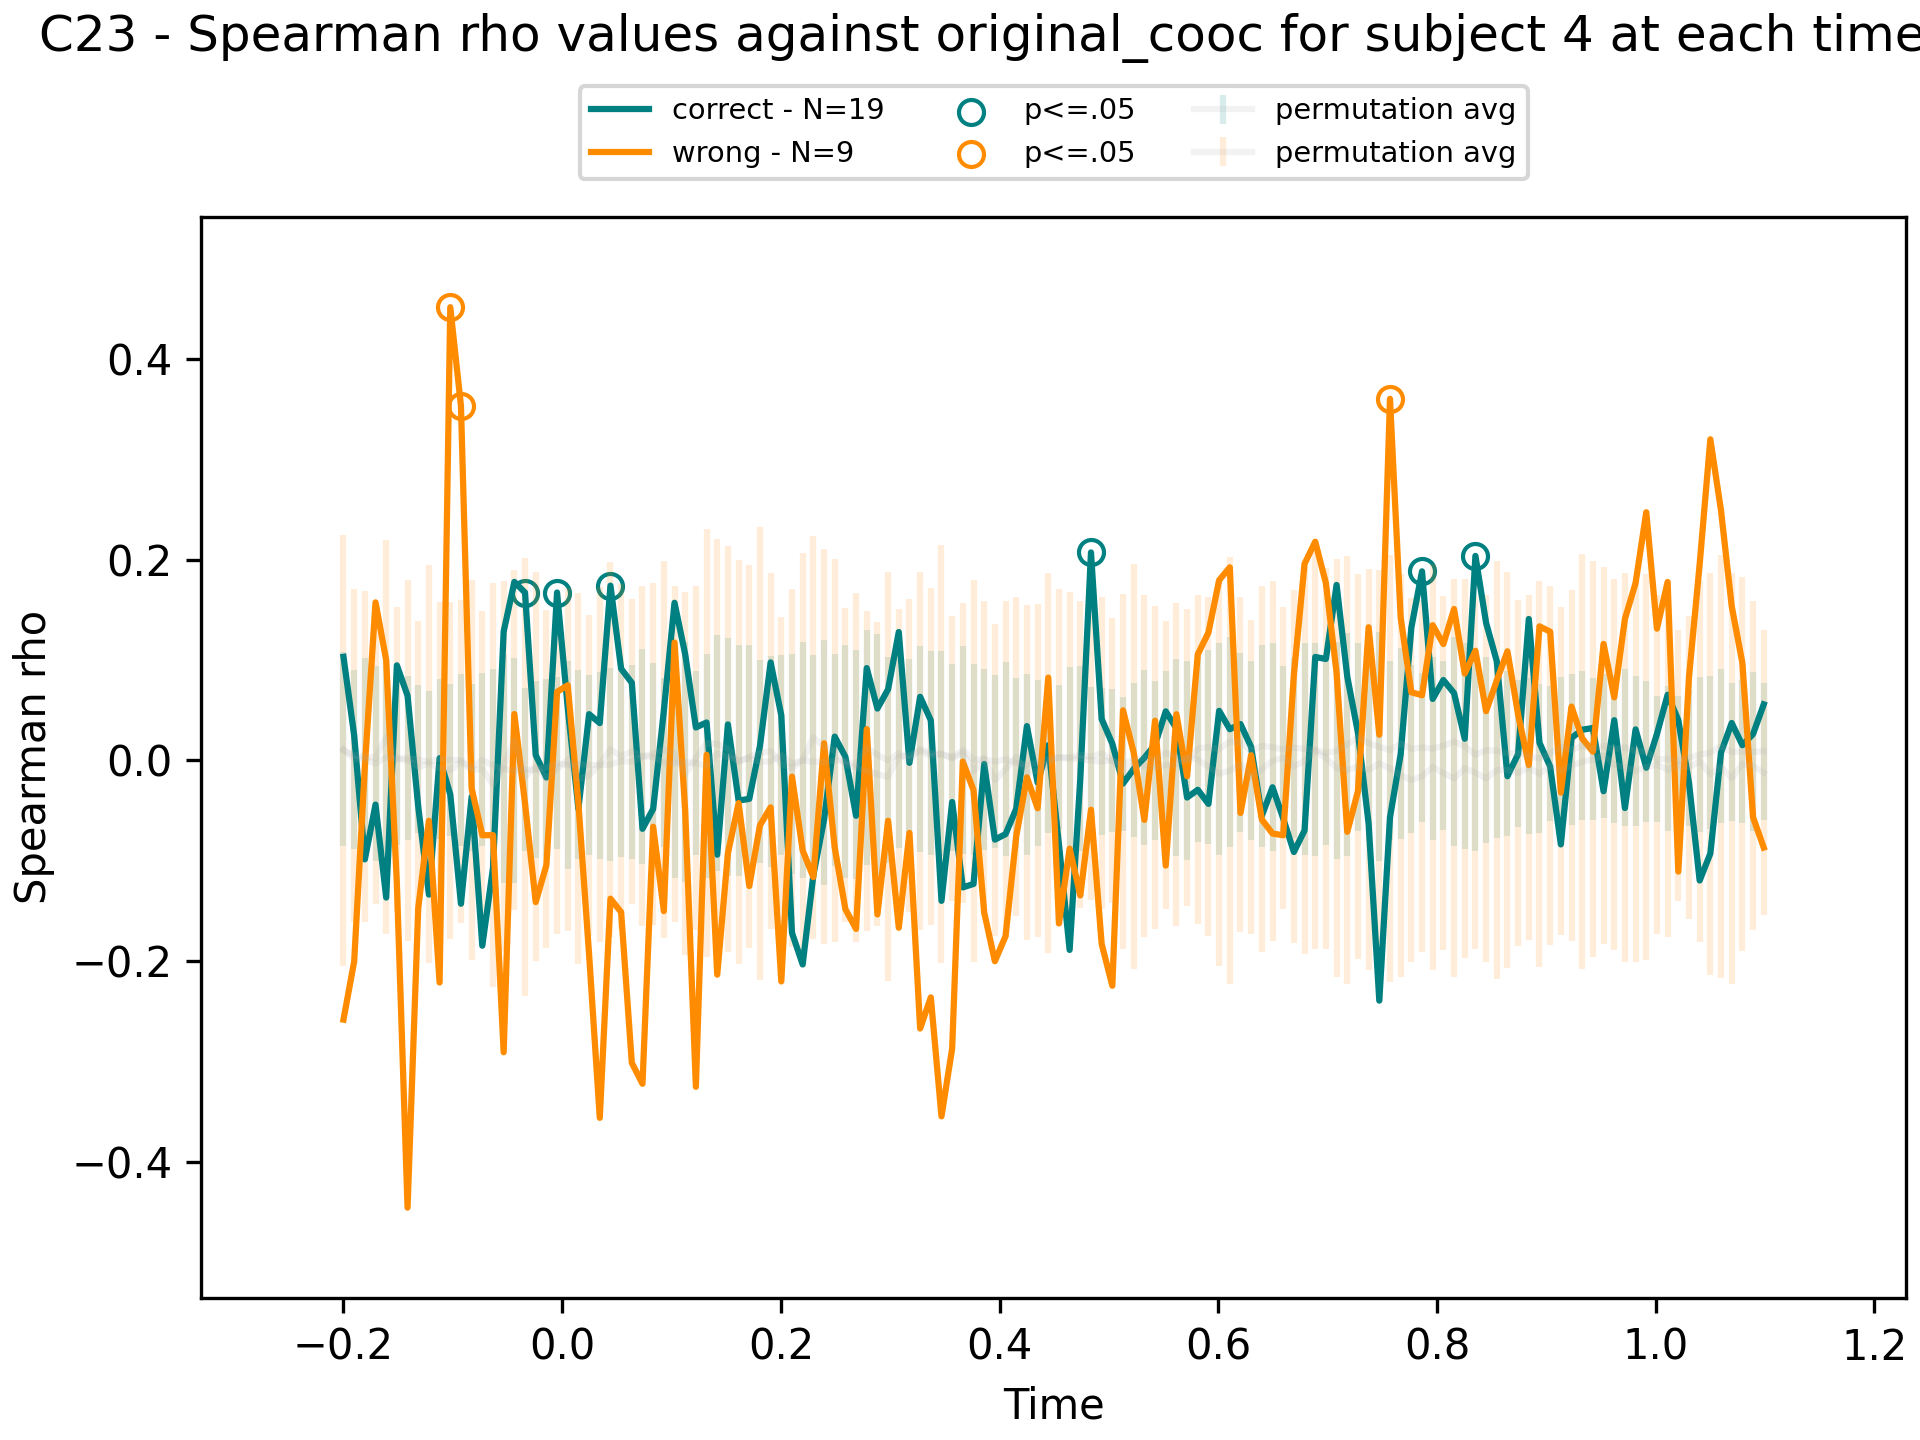 C23 - Spearman rho values against original_cooc for subject 4 at each time
correct - N=19
wrong - N=9
p<=.05
p<=.05
permutation avg
permutation avg
Spearman rho
0.4
0.2
0.0
−0.2
−0.4
−0.2
0.0
0.2
0.4
0.6
0.8
1.0
1.2
Time